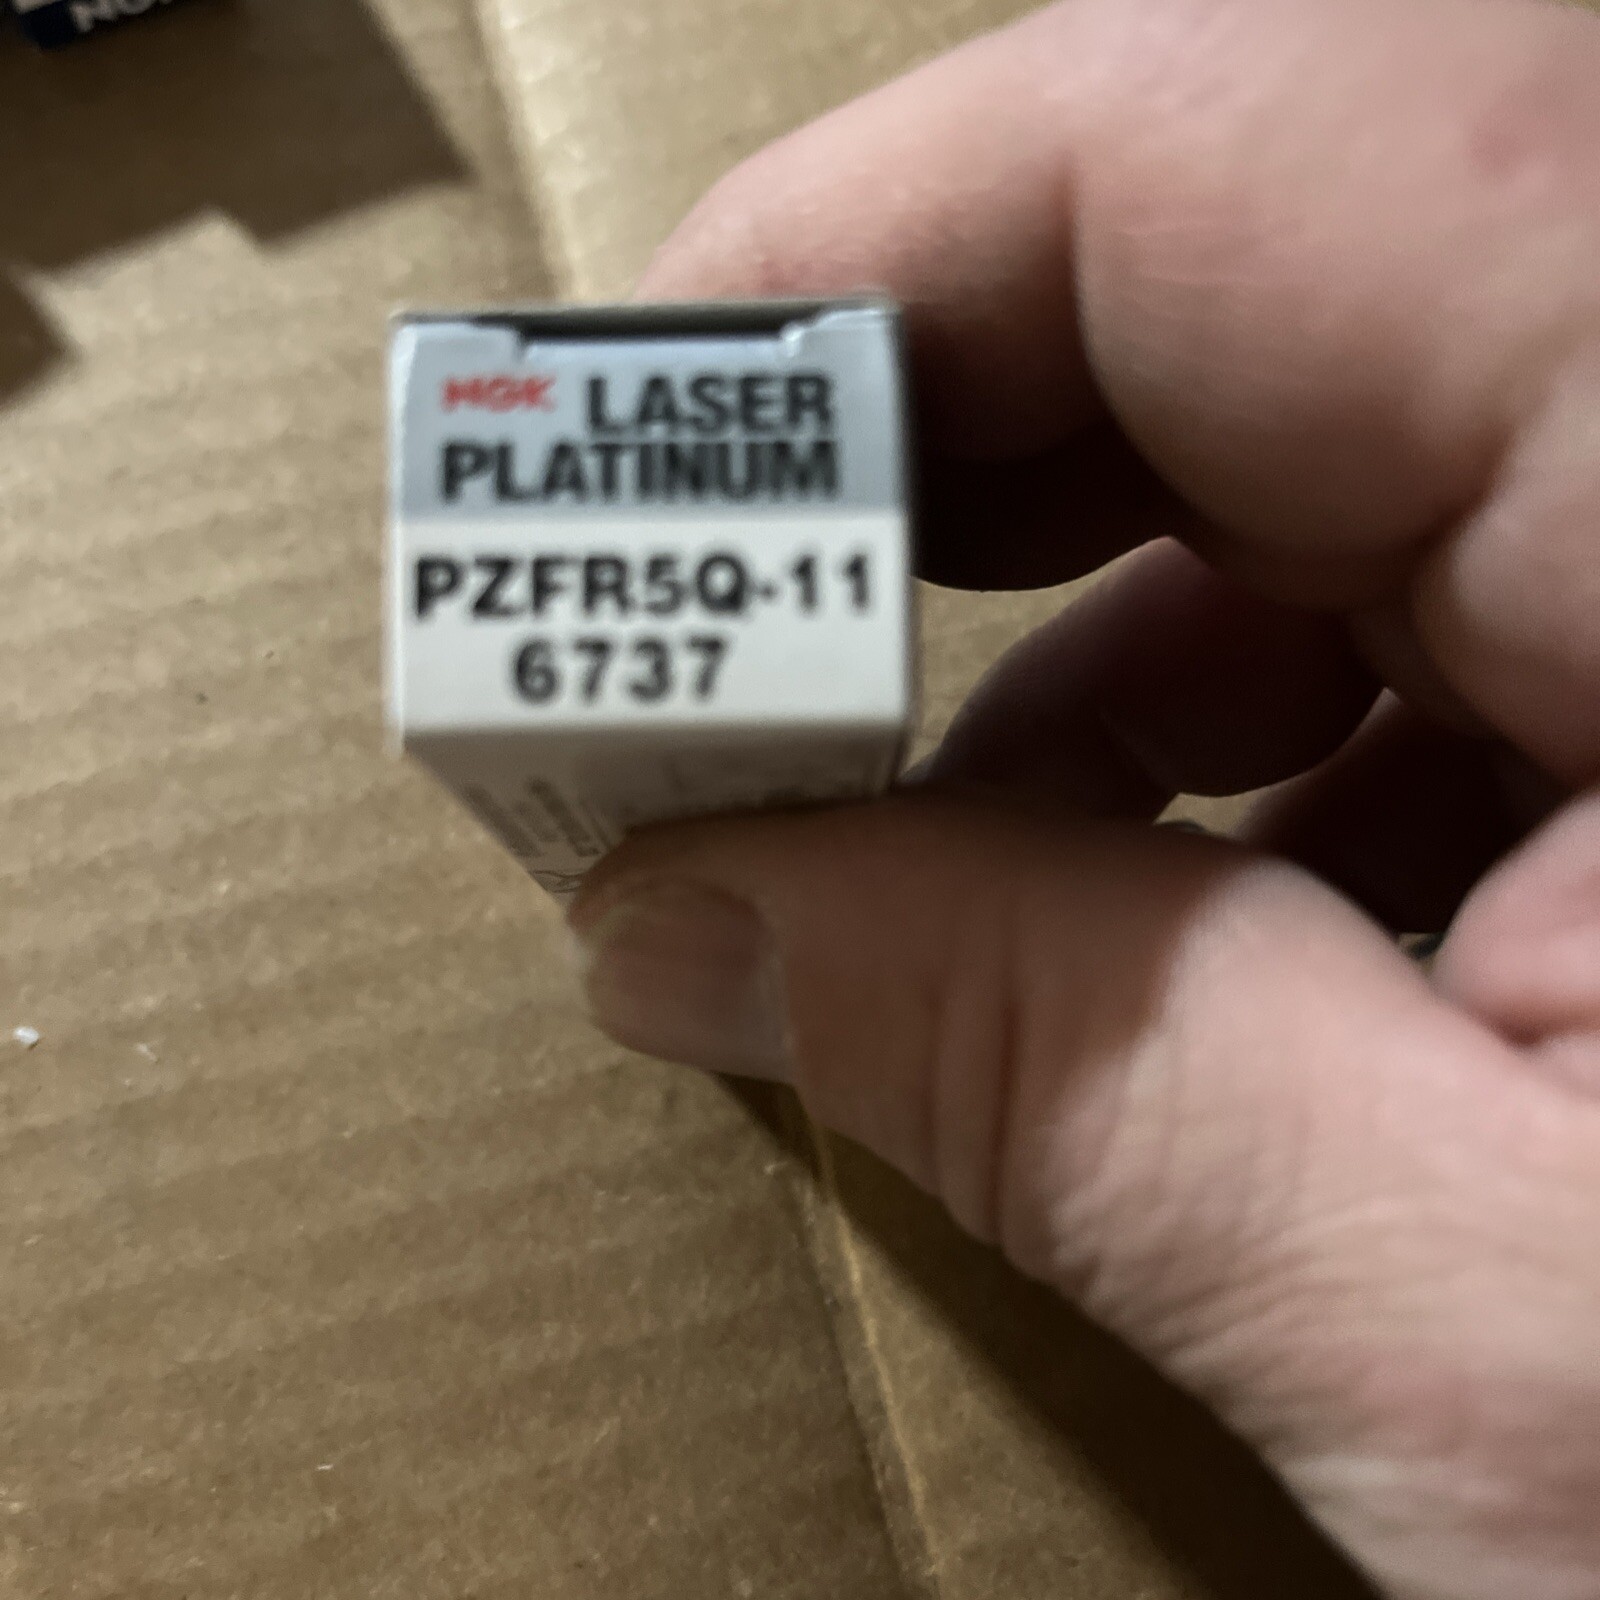 NGK LASER
PLATINUM
PZFR5Q-11
6737